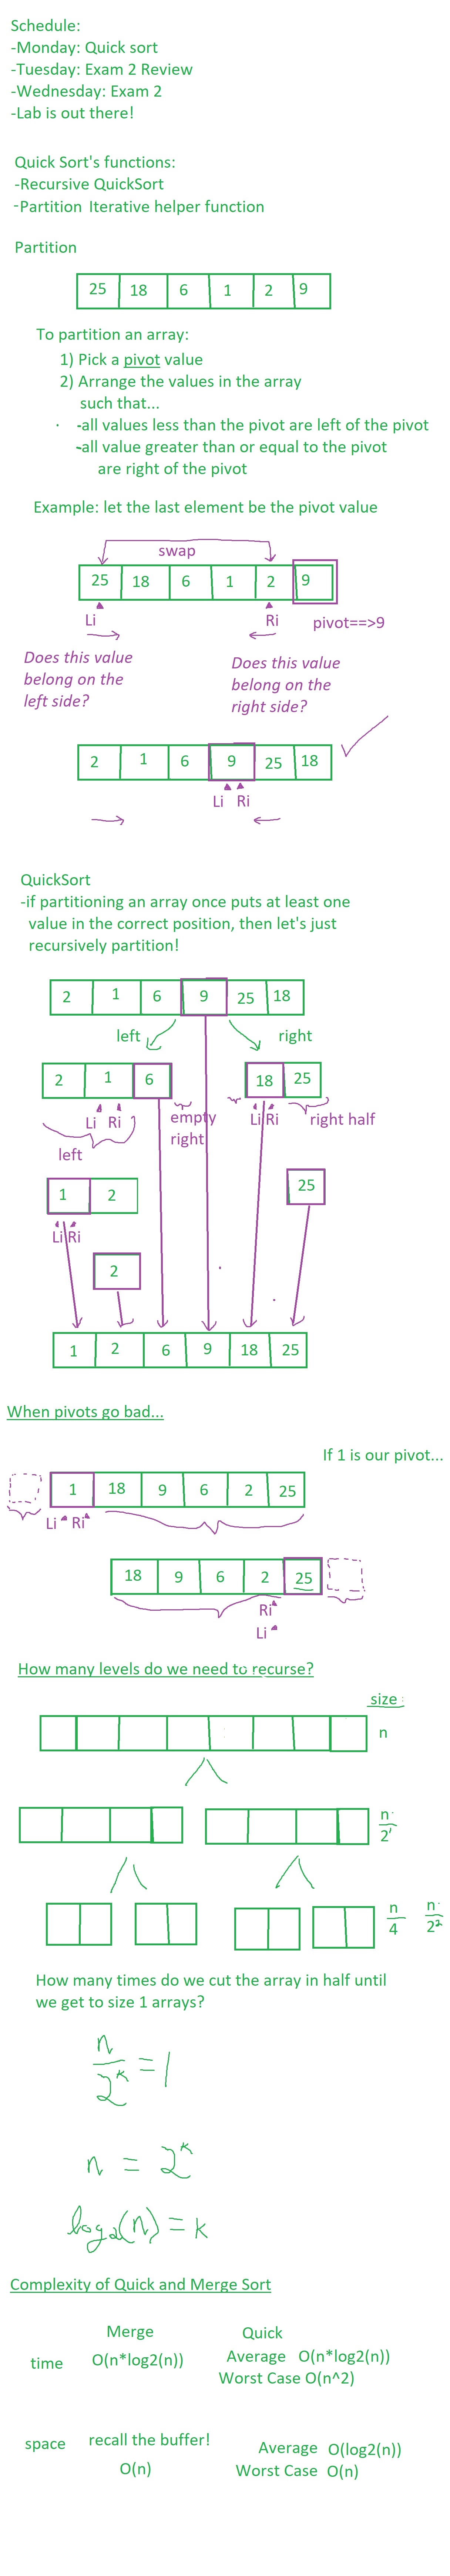 Schedule:
-Monday: Quick sort
-Tuesday: Exam 2 Review
-Wednesday: Exam 2
-Lab is out there!
Quick Sort's functions:
-Recursive QuickSort
-Partition Iterative helper function
Partition
25 18 6 1 2 9
To partition an array:
1) Pick a pivot value
2) Arrange the values in the array
such that...
-all values less than the pivot are left of the pivot
-all value greater than or equal to the pivot
are right of the pivot
Example: let the last element be the pivot value
swap
25 18 6 1 2 9
Li Ri pivot==>9
Does this value
belong on the
left side?
Does this value
belong on the
right side?
2 1 6 9 25 18
Li Ri
QuickSort
-if partitioning an array once puts at least one
value in the correct position, then let's just
recursively partition!
2 1 6 9 25 18
left right
2 1 6 18 25
Li Ri empty right Li Ri right half
left
1 2 25
Li Ri
2
1 2 6 9 18 25
When pivots go bad...
If 1 is our pivot...
1 18 9 6 2 25
Li Ri
18 9 6 2 25
Ri
Li
How many levels do we need to recurse?
size:
n
n/2^1
n/4 n/2^2
How many times do we cut the array in half until
we get to size 1 arrays?
n/2^k = 1
n = 2^k
log2(n) = k
Complexity of Quick and Merge Sort
Merge Quick
time O(n*log2(n)) Average O(n*log2(n))
Worst Case O(n^2)
space recall the buffer! Average O(log2(n))
O(n) Worst Case O(n)